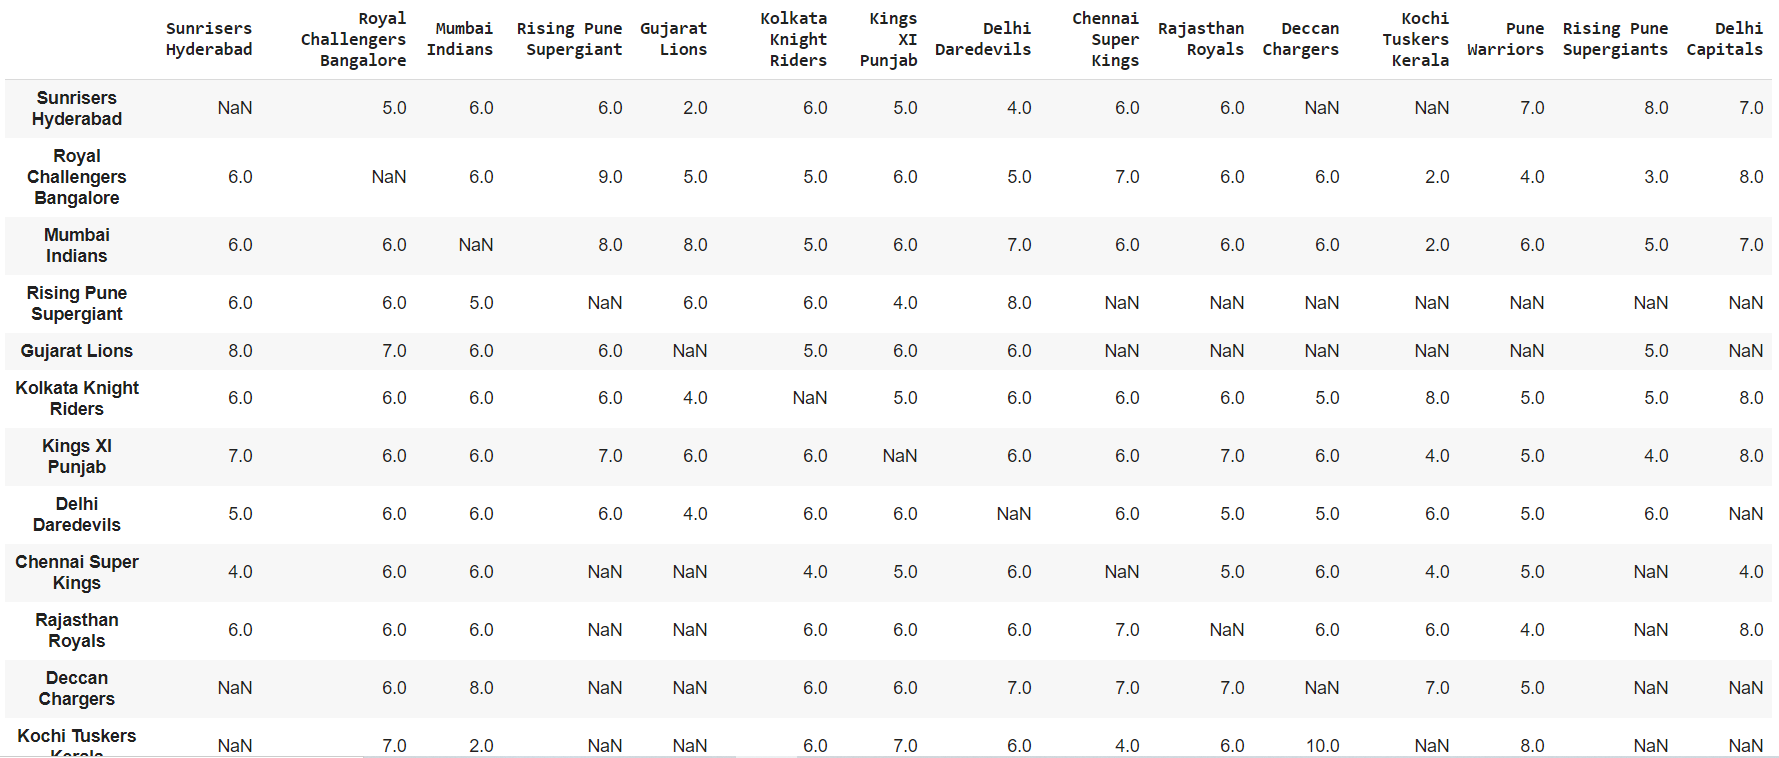 Sunrisers Hyderabad Royal Challengers Bangalore Mumbai Indians Rising Pune Supergiant Gujarat Lions Kolkata Knight Riders Kings XI Punjab Delhi Daredevils Chennai Super Kings Rajasthan Royals Deccan Chargers Kochi Tuskers Kerala Pune Warriors Rising Pune Supergiants Delhi Capitals
Sunrisers Hyderabad NaN 5.0 6.0 6.0 2.0 6.0 5.0 4.0 6.0 6.0 NaN NaN 7.0 8.0 7.0
Royal Challengers Bangalore 6.0 NaN 6.0 9.0 5.0 5.0 6.0 5.0 7.0 6.0 6.0 2.0 4.0 3.0 8.0
Mumbai Indians 6.0 6.0 NaN 8.0 8.0 5.0 6.0 7.0 6.0 6.0 6.0 2.0 6.0 5.0 7.0
Rising Pune Supergiant 6.0 6.0 5.0 NaN 6.0 6.0 4.0 8.0 NaN NaN NaN NaN NaN NaN NaN
Gujarat Lions 8.0 7.0 6.0 6.0 NaN 5.0 6.0 6.0 NaN NaN NaN NaN NaN 5.0 NaN
Kolkata Knight Riders 6.0 6.0 6.0 6.0 4.0 NaN 5.0 6.0 6.0 6.0 5.0 8.0 5.0 5.0 8.0
Kings XI Punjab 7.0 6.0 6.0 7.0 6.0 6.0 NaN 6.0 6.0 7.0 6.0 4.0 5.0 4.0 8.0
Delhi Daredevils 5.0 6.0 6.0 6.0 4.0 6.0 6.0 NaN 6.0 5.0 5.0 6.0 5.0 6.0 NaN
Chennai Super Kings 4.0 6.0 6.0 NaN NaN 4.0 5.0 6.0 NaN 5.0 6.0 4.0 5.0 NaN 4.0
Rajasthan Royals 6.0 6.0 6.0 NaN NaN 6.0 6.0 6.0 7.0 NaN 6.0 6.0 4.0 NaN 8.0
Deccan Chargers NaN 6.0 8.0 NaN NaN 6.0 6.0 7.0 7.0 7.0 NaN 7.0 5.0 NaN NaN
Kochi Tuskers Kerala NaN 7.0 2.0 NaN NaN 6.0 7.0 6.0 4.0 6.0 10.0 NaN 8.0 NaN NaN